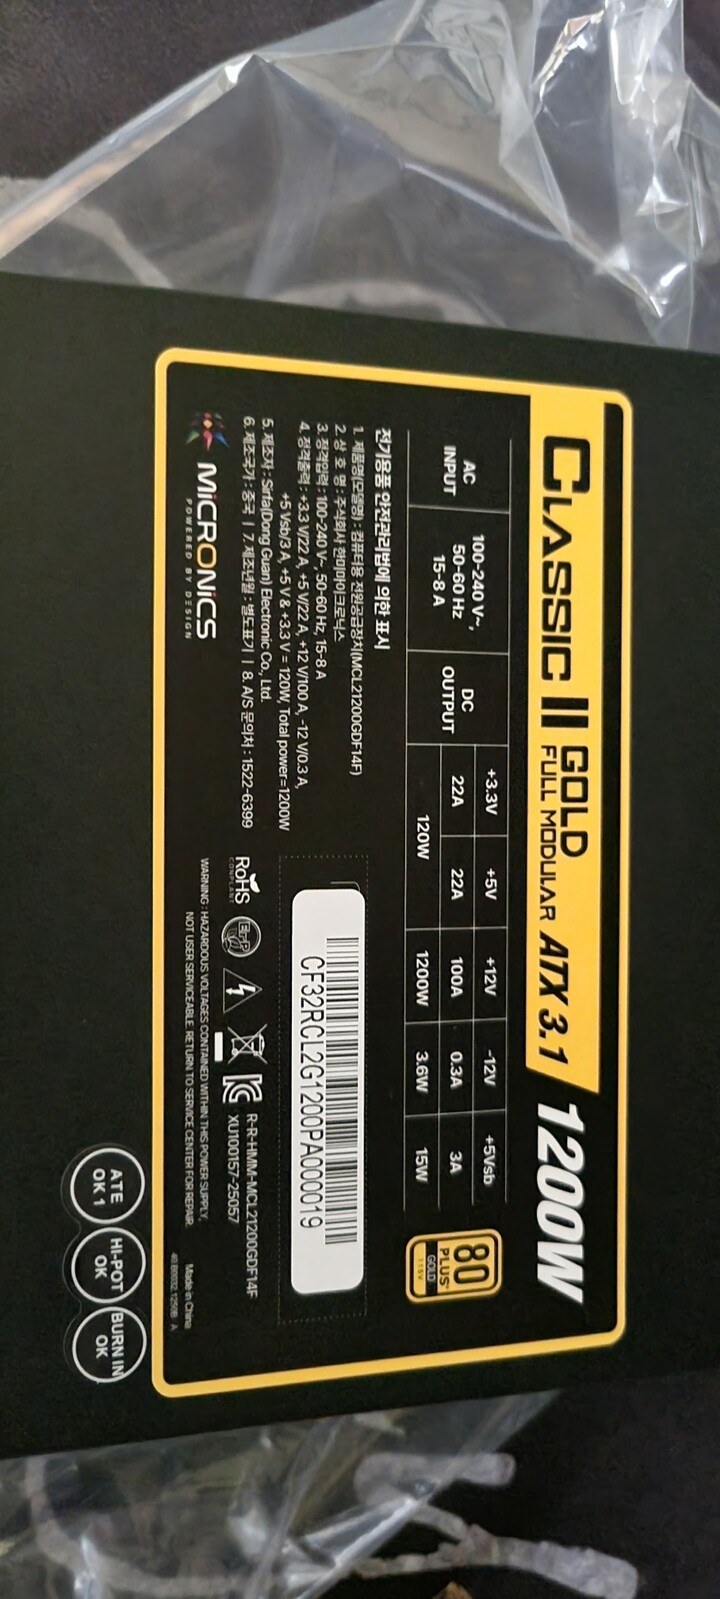 CLASSIC II GOLD FULL MODULAR ATX 3.1 1200W
AC INPUT
100-240 V~, 50-60 Hz 15-8 A
DC OUTPUT
+3.3V +5V +12V -12V +5Vsb
22A 22A 100A 0.3A 3A
120W 1200W 3.6W 15W
80 PLUS GOLD
115V
전기용품 안전관리법에 의한 표시
1. 제품명(모델명) : 컴퓨터용 전원공급장치(MCL21200GDF14F)
2. 상 호 명 : 주식회사 한미마이크로닉스
3. 정격입력 : 100-240 V~, 50-60 Hz, 15-8 A
4. 정격출력 : +3.3 V/22 A, +5 V/22 A, +12 V/100 A, -12 V/0.3 A,
+5 Vsb/3 A, +5 V & +3.3 V = 120W, Total power=1200W
5. 제조자 : Sirfa(Dong Guan) Electronic Co., Ltd.
6. 제조국가 : 중국 | 7. 제조년월 : 별도표기 | 8. A/S 문의처 : 1522-6399
MiCRONiCS
POWERED BY DESIGN
CF32RCL2G1200PA000019
RoHS
COMPLIANT
ErP
R-R-HMM-MCL21200GDF14F
XU100157-25057
WARNING : HAZARDOUS VOLTAGES CONTAINED WITHIN THIS POWER SUPPLY,
NOT USER SERVICEABLE. RETURN TO SERVICE CENTER FOR REPAIR.
Made in China
ATE OK 1
HI-POT OK
BURN IN OK